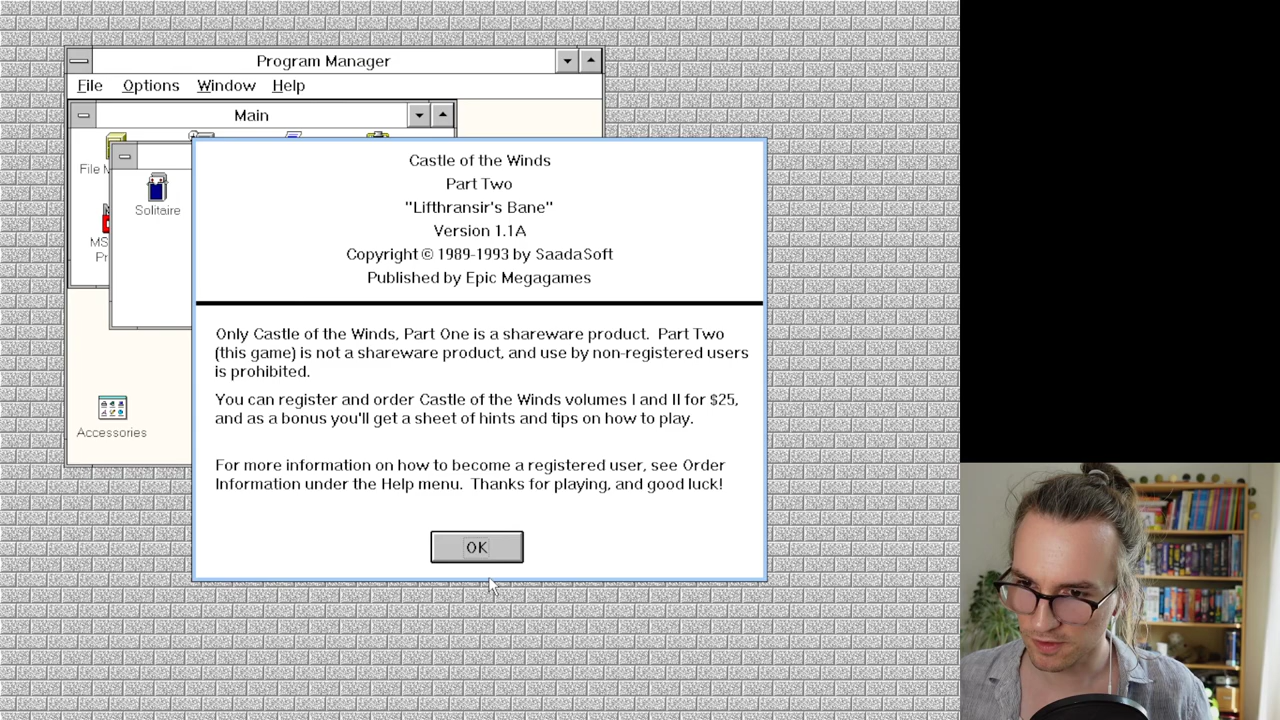 Program Manager
File Options Window Help
Main
File M
Solitaire
MS
Pr
Accessories
Castle of the Winds
Part Two
"Lifthransir's Bane"
Version 1.1A
Copyright © 1989-1993 by SaadaSoft
Published by Epic Megagames
Only Castle of the Winds, Part One is a shareware product. Part Two
(this game) is not a shareware product, and use by non-registered users
is prohibited.
You can register and order Castle of the Winds volumes I and II for $25,
and as a bonus you'll get a sheet of hints and tips on how to play.
For more information on how to become a registered user, see Order
Information under the Help menu. Thanks for playing, and good luck!
OK